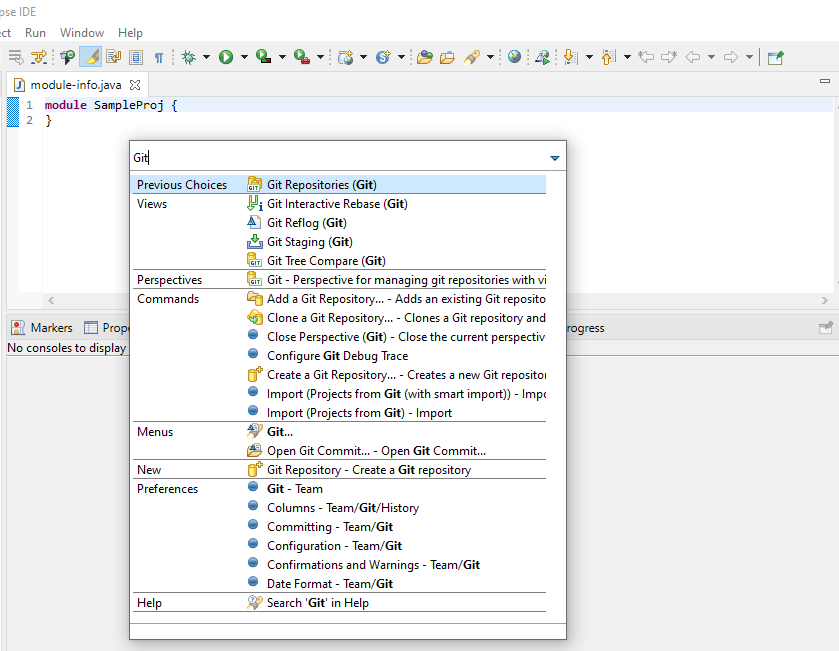 pse IDE
ct Run Window Help
module-info.java
1 module SampleProj {
2 }
Git
Previous Choices Git Repositories (Git)
Views Git Interactive Rebase (Git)
Git Reflog (Git)
Git Staging (Git)
Git Tree Compare (Git)
Perspectives Git - Perspective for managing git repositories with vi
Commands Add a Git Repository... - Adds an existing Git reposito
Clone a Git Repository... - Clones a Git repository and
Close Perspective (Git) - Close the current perspectiv
Configure Git Debug Trace
Create a Git Repository... - Creates a new Git repositor
Import (Projects from Git (with smart import)) - Impo
Import (Projects from Git) - Import
Menus Git...
Open Git Commit... - Open Git Commit...
New Git Repository - Create a Git repository
Preferences Git - Team
Columns - Team/Git/History
Committing - Team/Git
Configuration - Team/Git
Confirmations and Warnings - Team/Git
Date Format - Team/Git
Help Search 'Git' in Help
Markers Prope rogress
No consoles to display